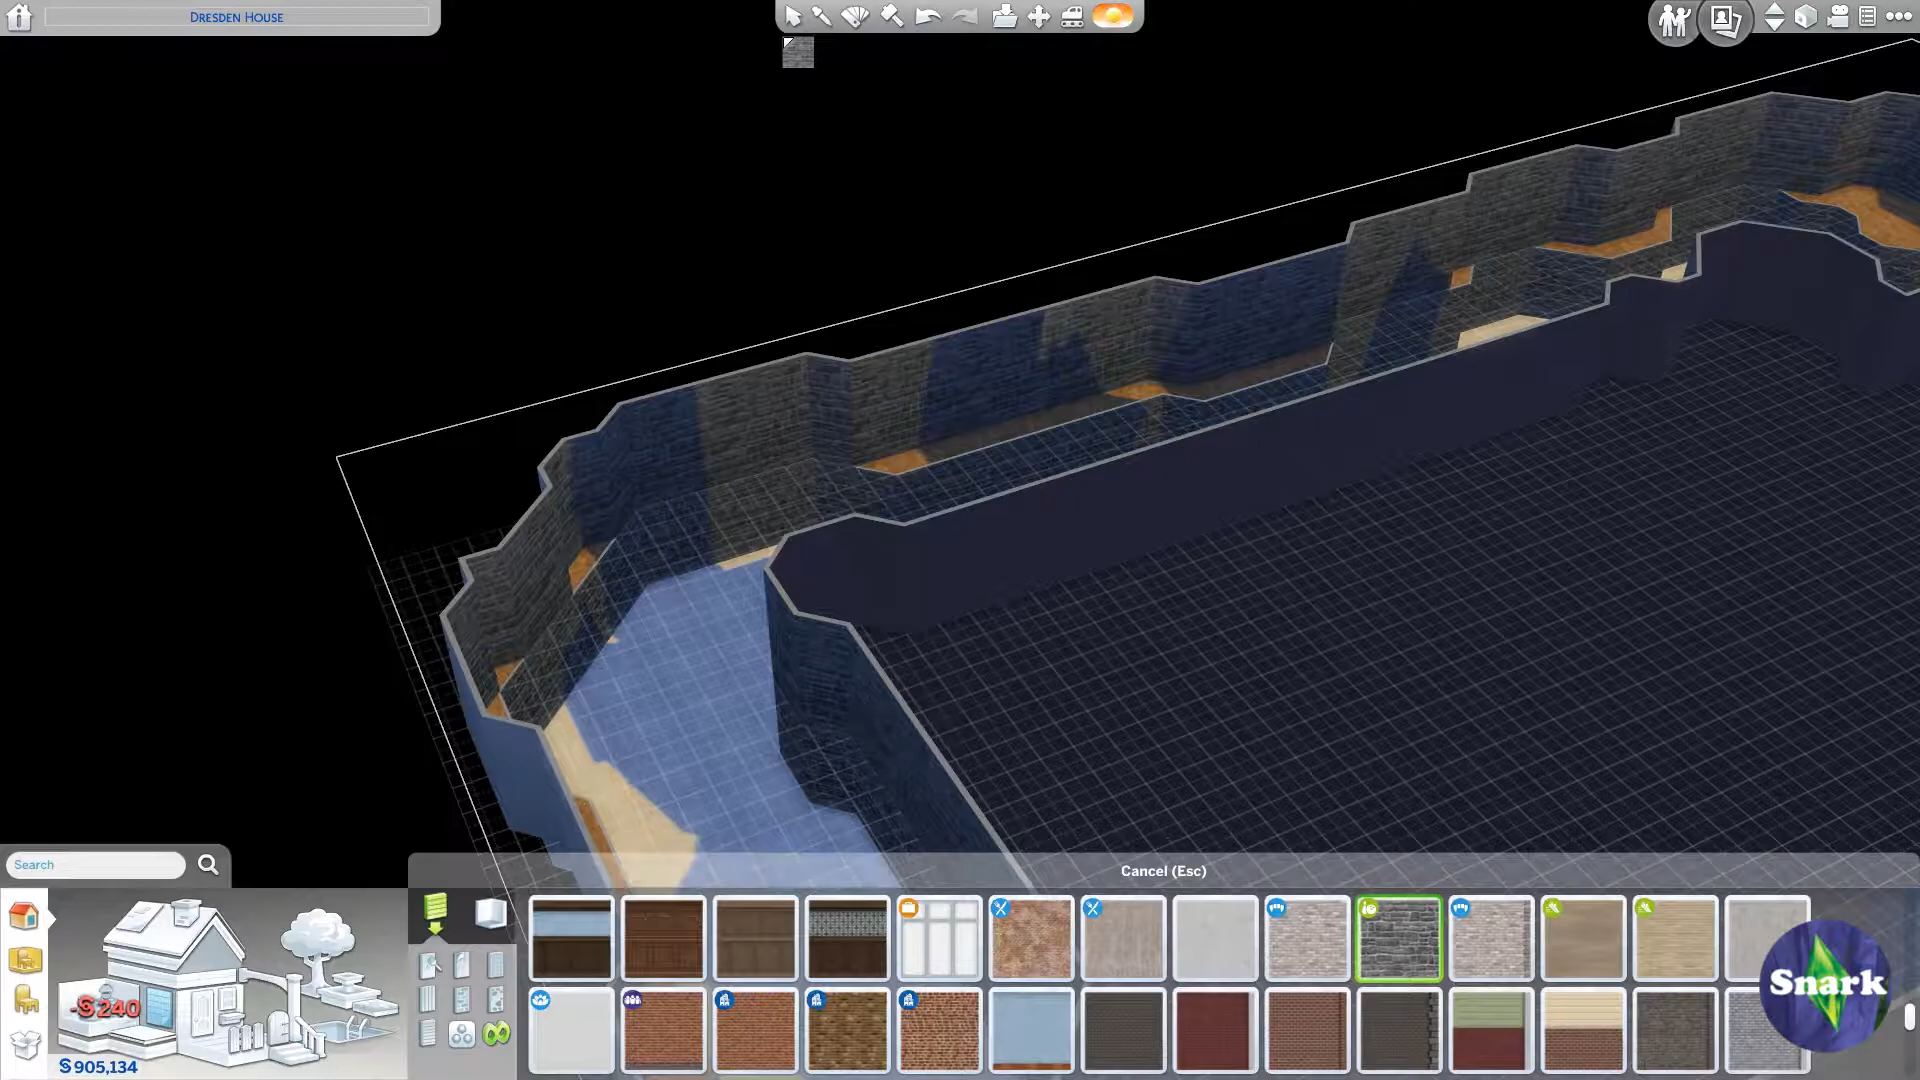 DRESDEN HOUSE
Search
Cancel (Esc)
-§240
§905,134
Snark